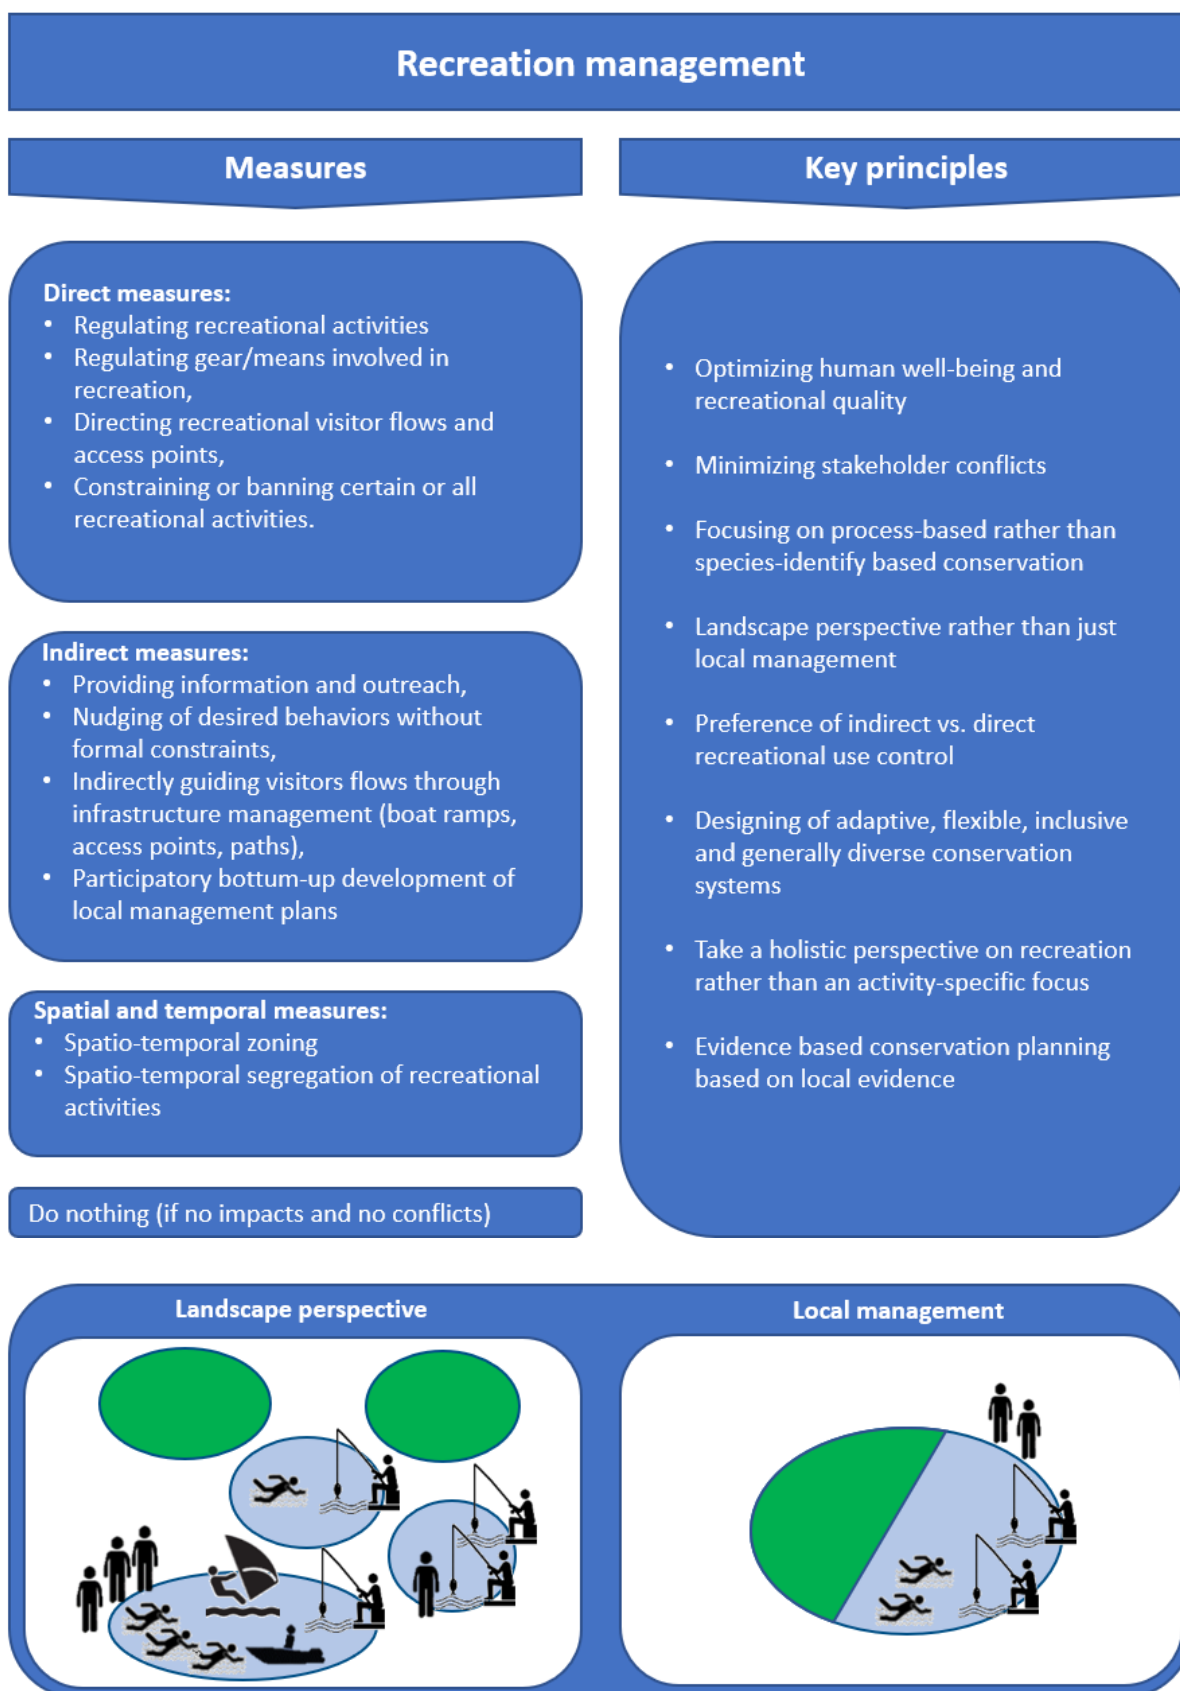 Recreation management
Measures
Direct measures:
• Regulating recreational activities
• Regulating gear/means involved in
recreation,
• Directing recreational visitor flows and
access points,
• Constraining or banning certain or all
recreational activities.
Indirect measures:
• Providing information and outreach,
• Nudging of desired behaviors without
formal constraints,
• Indirectly guiding visitors flows through
infrastructure management (boat ramps,
access points, paths),
• Participatory bottum-up development of
local management plans
Spatial and temporal measures:
• Spatio-temporal zoning
• Spatio-temporal segregation of recreational
activities
Do nothing (if no impacts and no conflicts)
Key principles
• Optimizing human well-being and
recreational quality
• Minimizing stakeholder conflicts
• Focusing on process-based rather than
species-identify based conservation
• Landscape perspective rather than just
local management
• Preference of indirect vs. direct
recreational use control
• Designing of adaptive, flexible, inclusive
and generally diverse conservation
systems
• Take a holistic perspective on recreation
rather than an activity-specific focus
• Evidence based conservation planning
based on local evidence
Landscape perspective
Local management